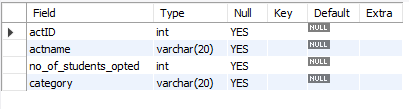 Field Type Null Key Default Extra
actID int YES NULL
actname varchar(20) YES NULL
no_of_students_opted int YES NULL
category varchar(20) YES NULL